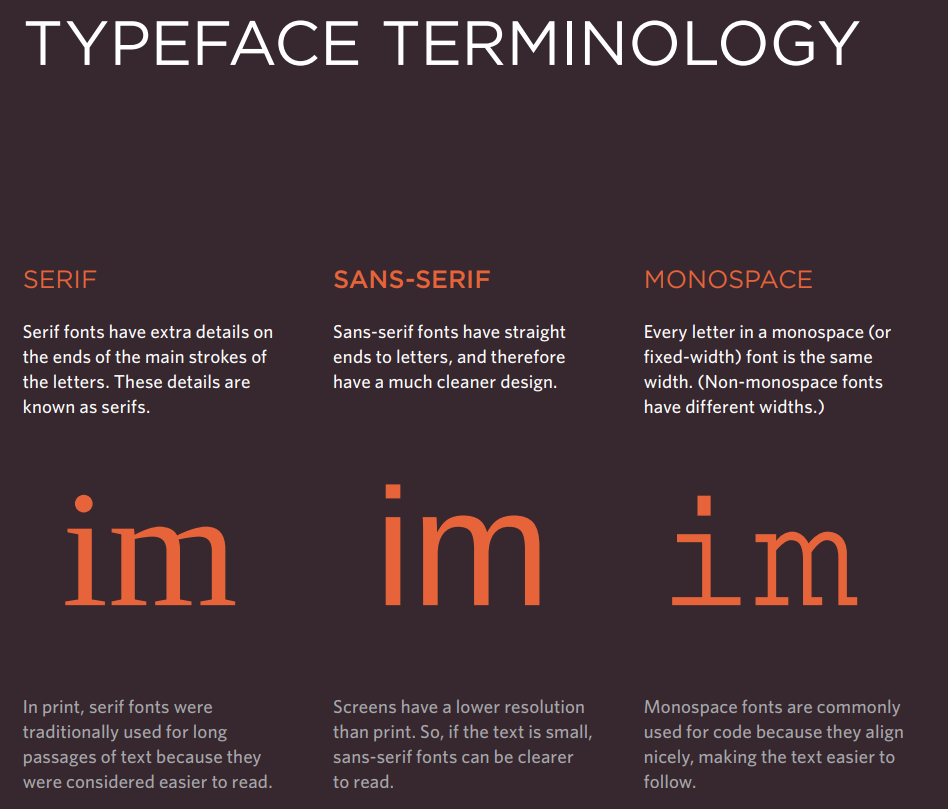 TYPEFACE TERMINOLOGY
SERIF
Serif fonts have extra details on
the ends of the main strokes of
the letters. These details are
known as serifs.
im
In print, serif fonts were
traditionally used for long
passages of text because they
were considered easier to read.
SANS-SERIF
Sans-serif fonts have straight
ends to letters, and therefore
have a much cleaner design.
im
Screens have a lower resolution
than print. So, if the text is small,
sans-serif fonts can be clearer
to read.
MONOSPACE
Every letter in a monospace (or
fixed-width) font is the same
width. (Non-monospace fonts
have different widths.)
im
Monospace fonts are commonly
used for code because they align
nicely, making the text easier to
follow.